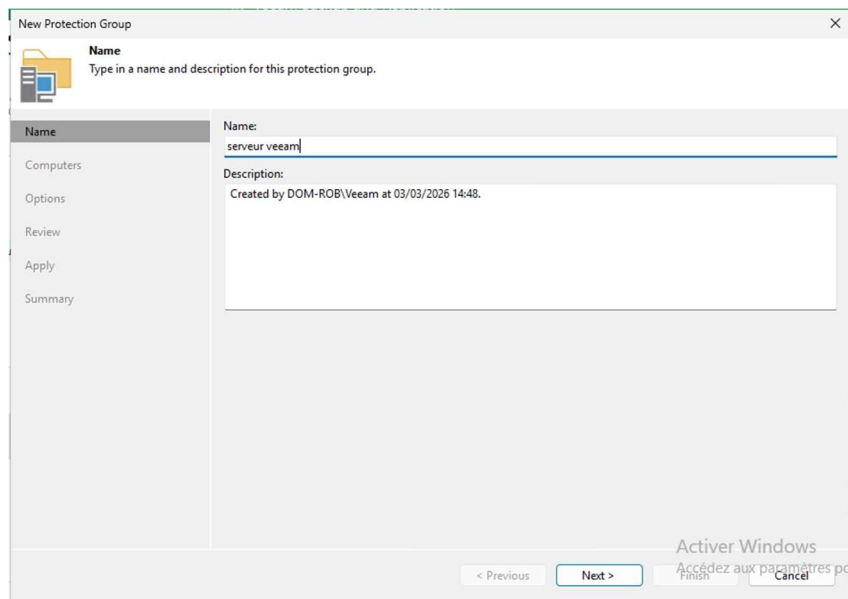 New Protection Group
Name
Type in a name and description for this protection group.
Name
Computers
Options
Review
Apply
Summary
Name:
serveur veeam
Description:
Created by DOM-ROB\Veeam at 03/03/2026 14:48.
Activer Windows
Accédez aux paramètres po
< Previous
Next >
Finish
Cancel